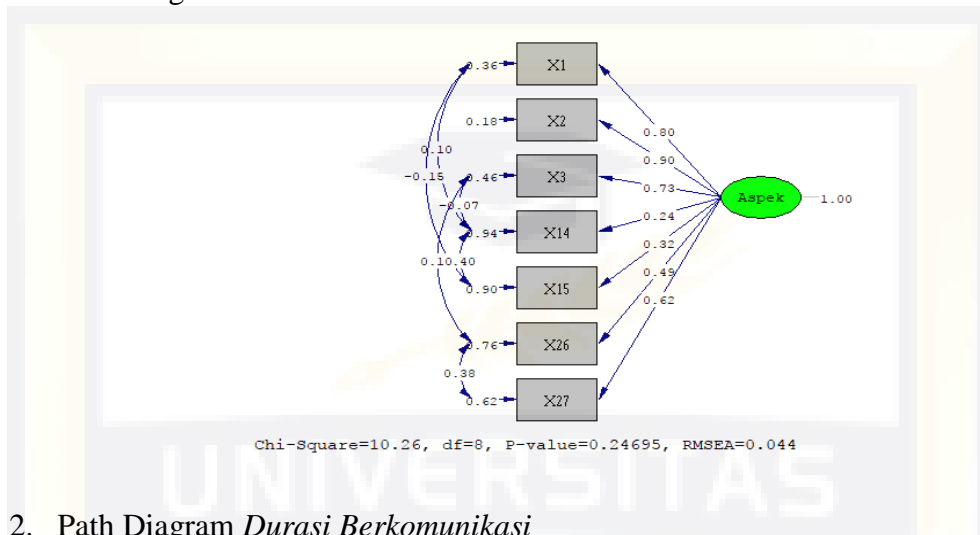 0.36 X1
0.18 X2 0.80
0.10 0.90
-0.15 0.46 X3 0.73
-0.07 Aspek 1.00
0.94 X14 0.24
0.32
0.10.40 0.49
0.90 X15 0.62
0.76 X26
0.38
0.62 X27
Chi-Square=10.26, df=8, P-value=0.24695, RMSEA=0.044
UNIVERSITAS
2. Path Diagram Durasi Berkomunikasi